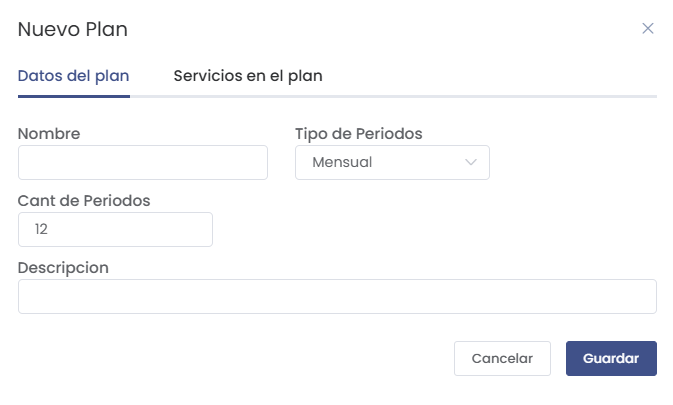 Nuevo Plan
Datos del plan Servicios en el plan
Nombre Tipo de Periodos
Mensual
Cant de Periodos
12
Descripcion
Cancelar Guardar